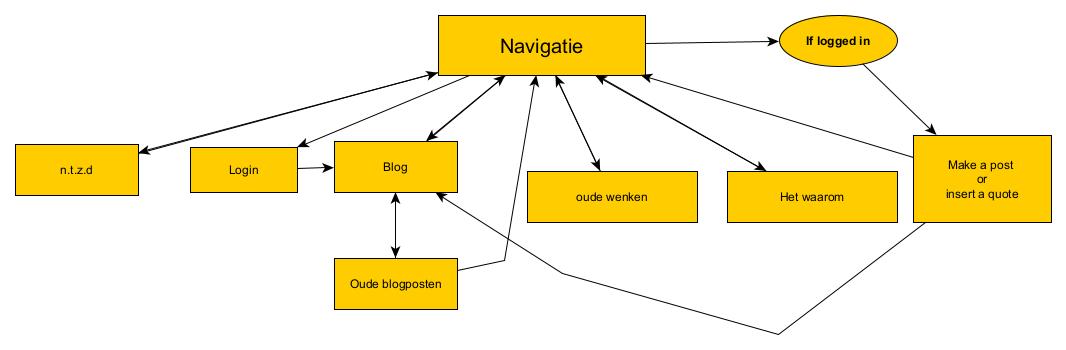 Navigatie
If logged in
n.t.z.d
Login
Blog
oude wenken
Het waarom
Make a post
or
insert a quote
Oude blogposten